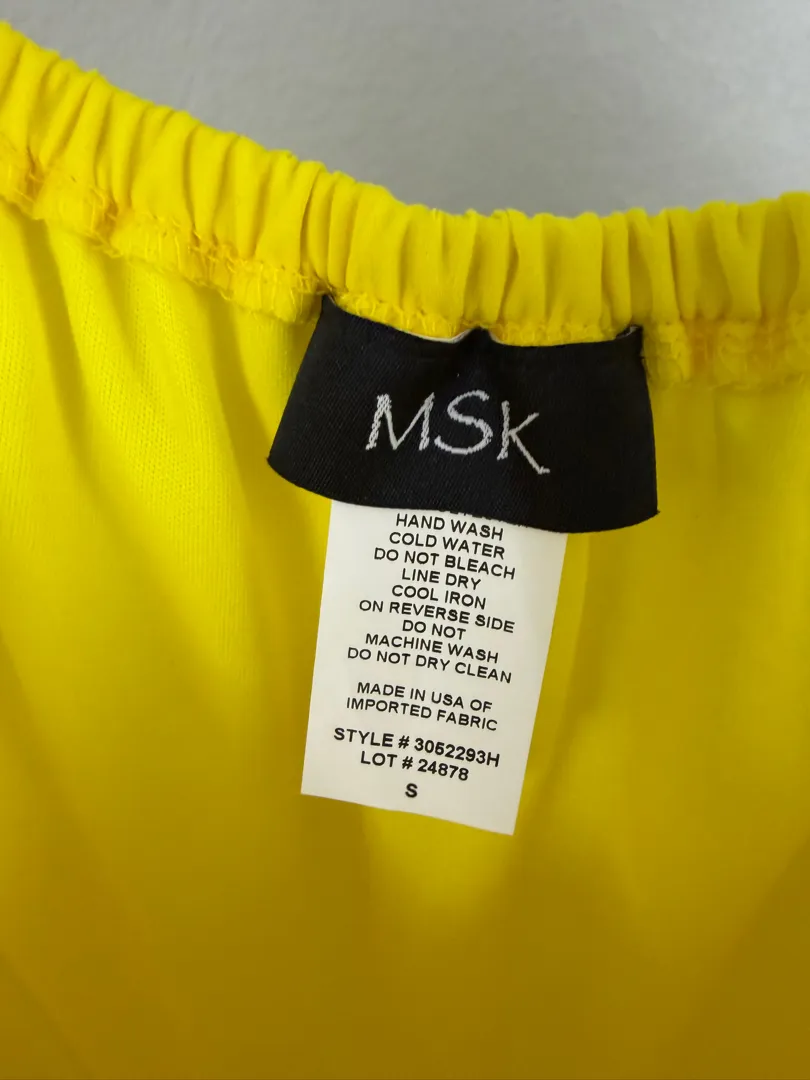 MSK
HAND WASH
COLD WATER
DO NOT BLEACH
LINE DRY
COOL IRON
ON REVERSE SIDE
DO NOT
MACHINE WASH
DO NOT DRY CLEAN
MADE IN USA OF
IMPORTED FABRIC
STYLE # 3052293H
LOT # 24878
S